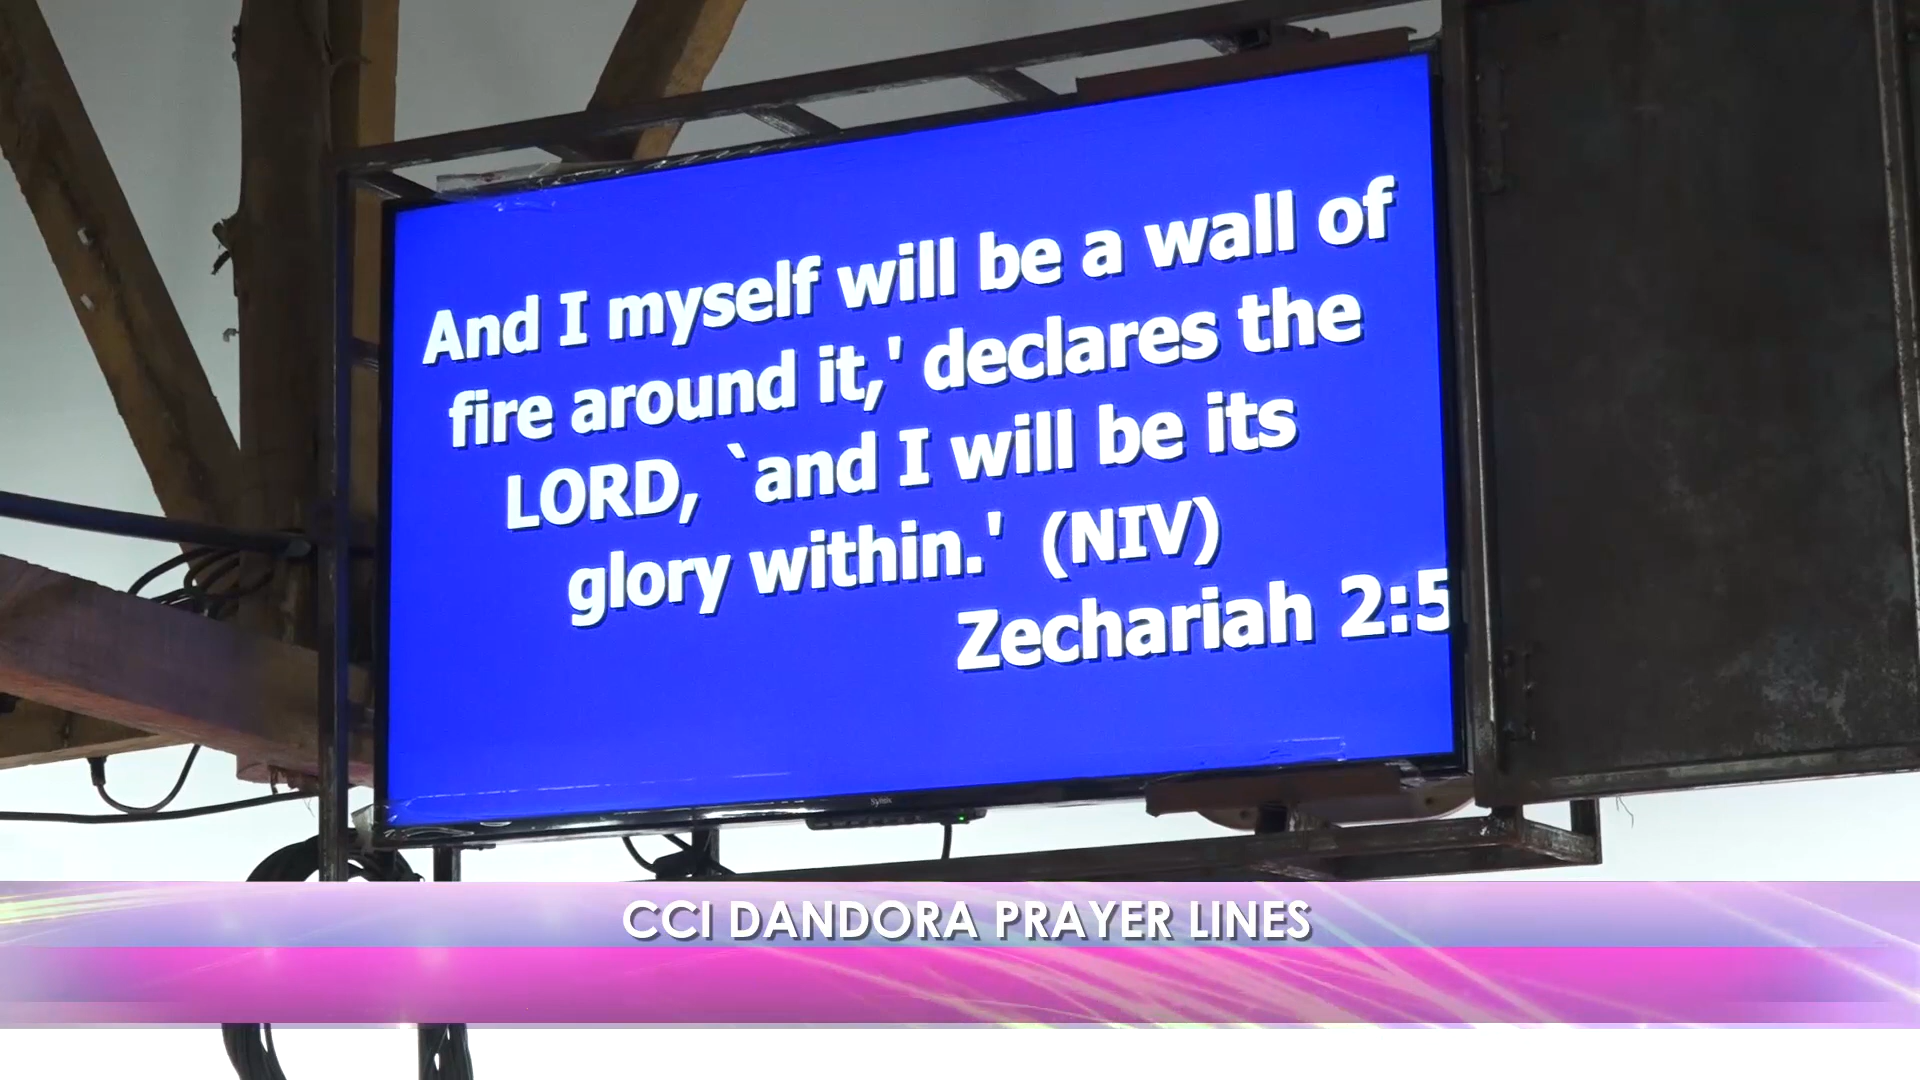 And I myself will be a wall of
fire around it,' declares the
LORD, `and I will be its
glory within.' (NIV)
Zechariah 2:5
CCI DANDORA PRAYER LINES